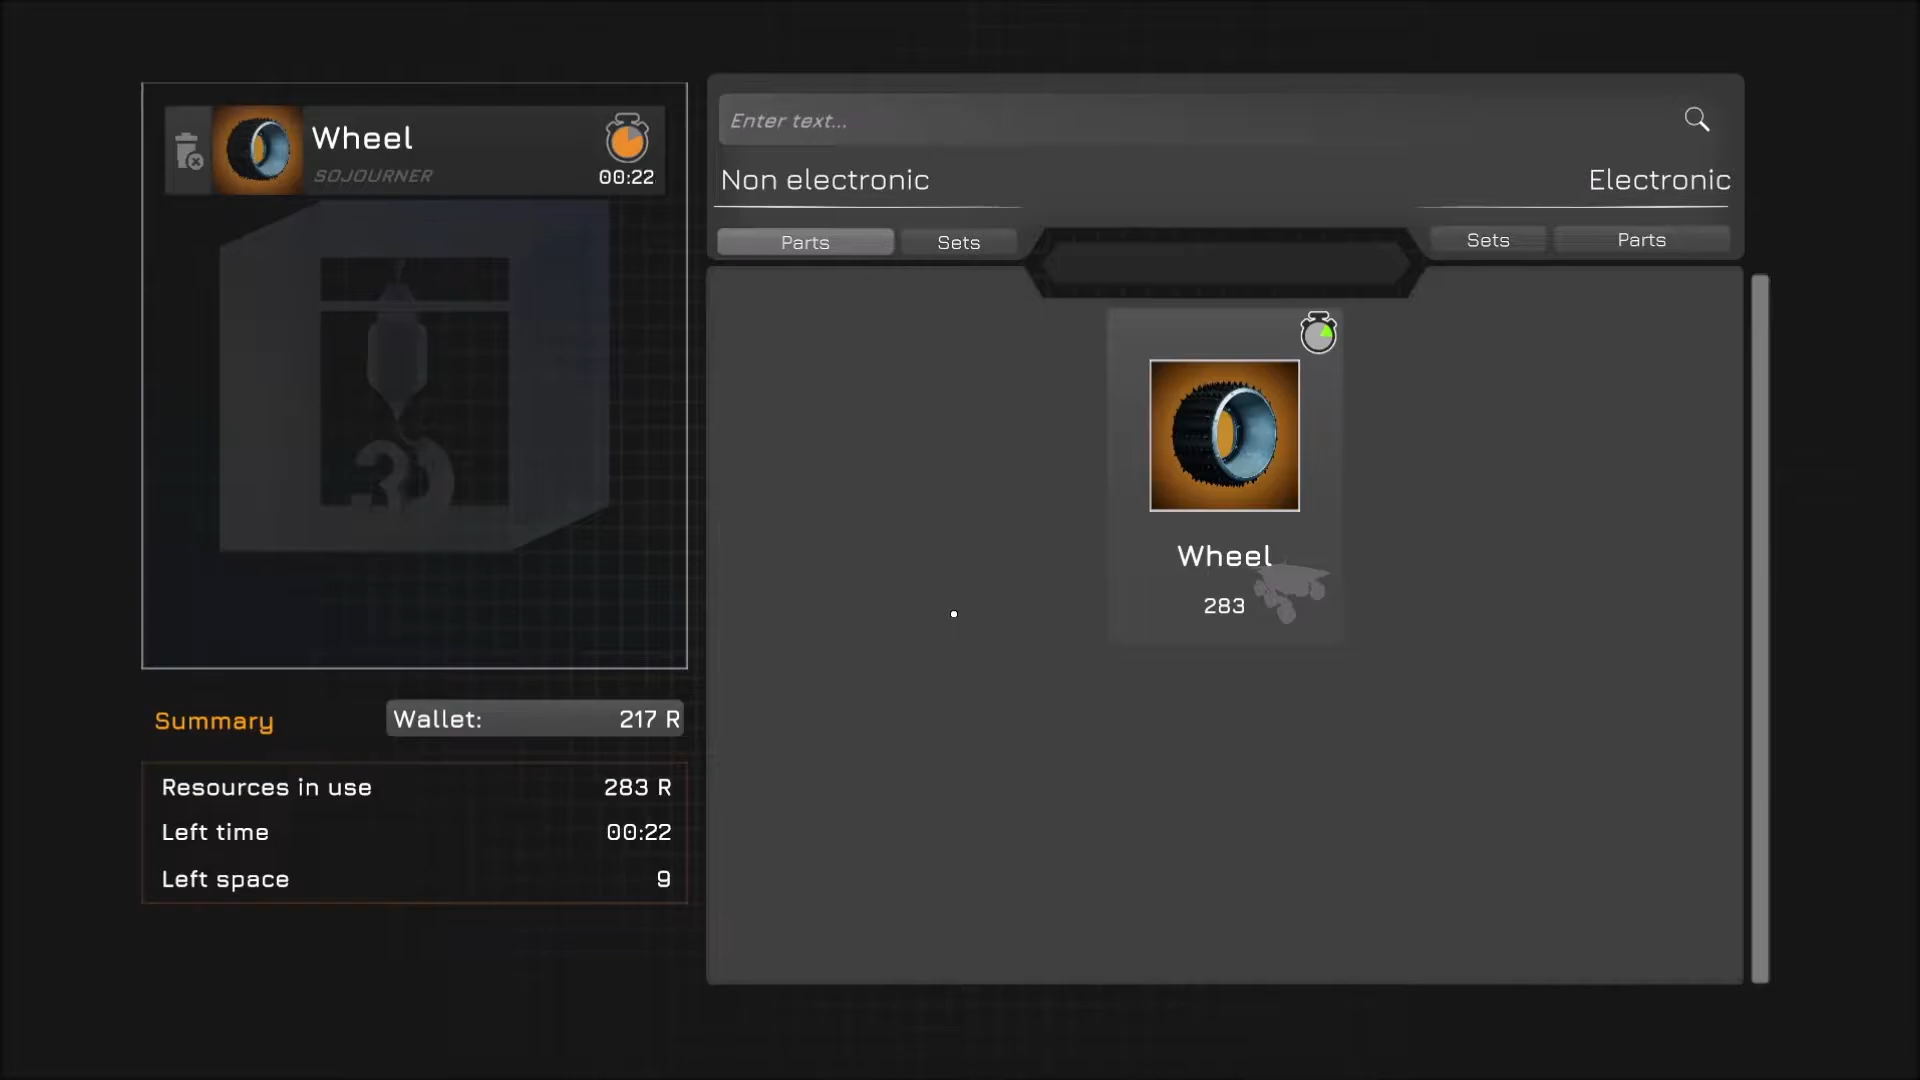 Wheel
SOJOURNER
00:22
Summary
Wallet: 217 R
Resources in use 283 R
Left time 00:22
Left space 9
Enter text...
Non electronic
Electronic
Parts
Sets
Sets
Parts
Wheel
283